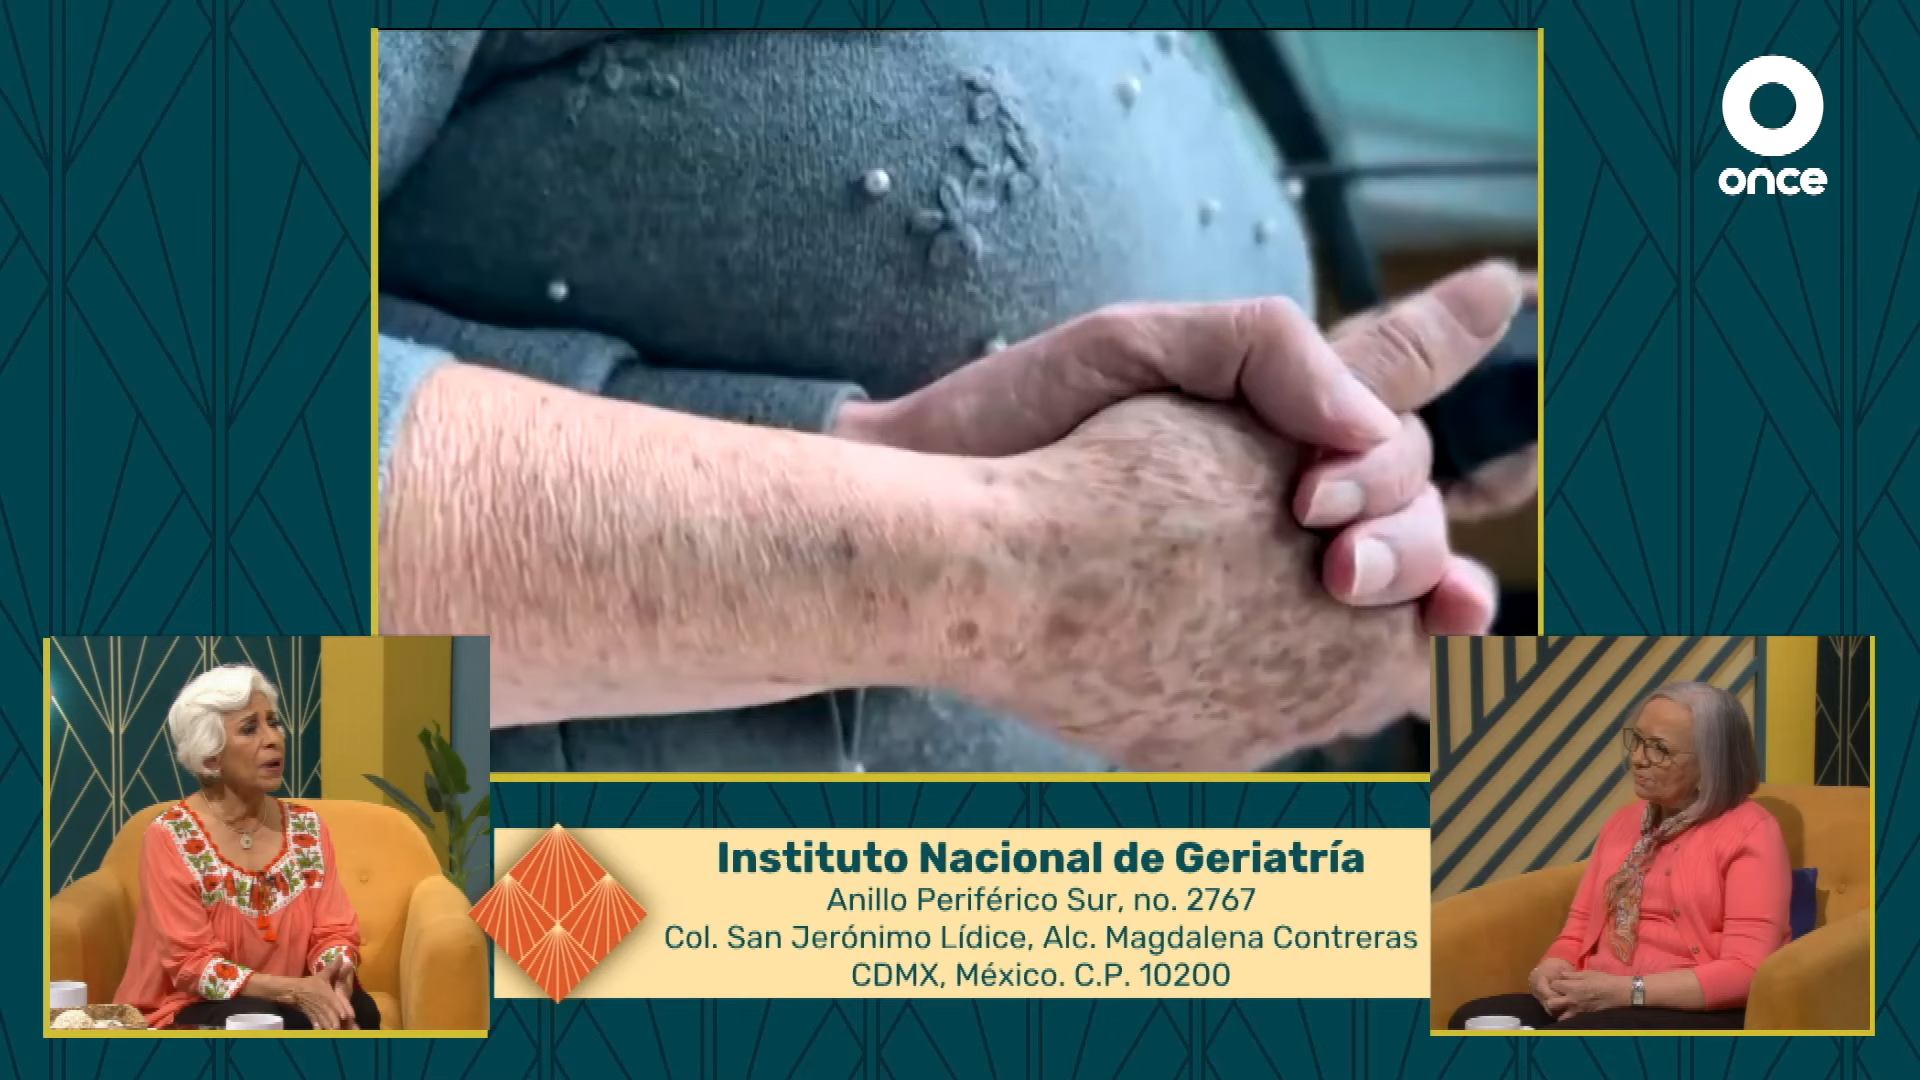 once
Instituto Nacional de Geriatría
Anillo Periférico Sur, no. 2767
Col. San Jerónimo Lídice, Alc. Magdalena Contreras
CDMX, México. C.P. 10200